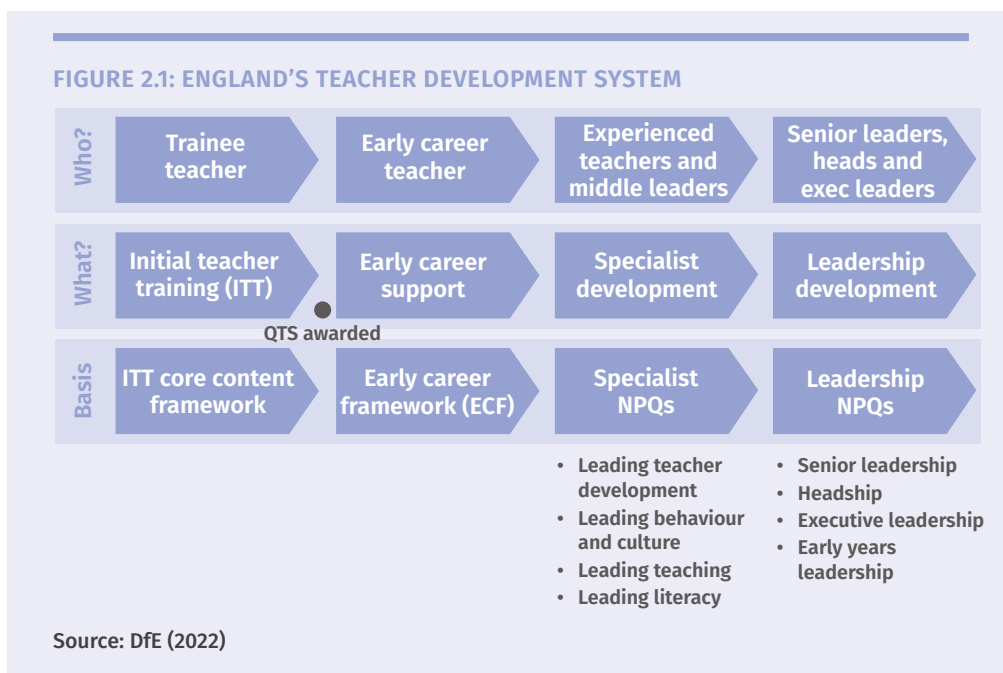 FIGURE 2.1: ENGLAND'S TEACHER DEVELOPMENT SYSTEM
Who?
Trainee
teacher
Early career
teacher
Experienced
teachers and
middle leaders
Senior leaders,
heads and
exec leaders
What?
Initial teacher
training (ITT)
Early career
support
Specialist
development
Leadership
development
QTS awarded
Basis
ITT core content
framework
Early career
framework (ECF)
Specialist
NPQs
Leadership
NPQs
• Leading teacher
development
• Leading behaviour
and culture
• Leading teaching
• Leading literacy
• Senior leadership
• Headship
• Executive leadership
• Early years
leadership
Source: DfE (2022)